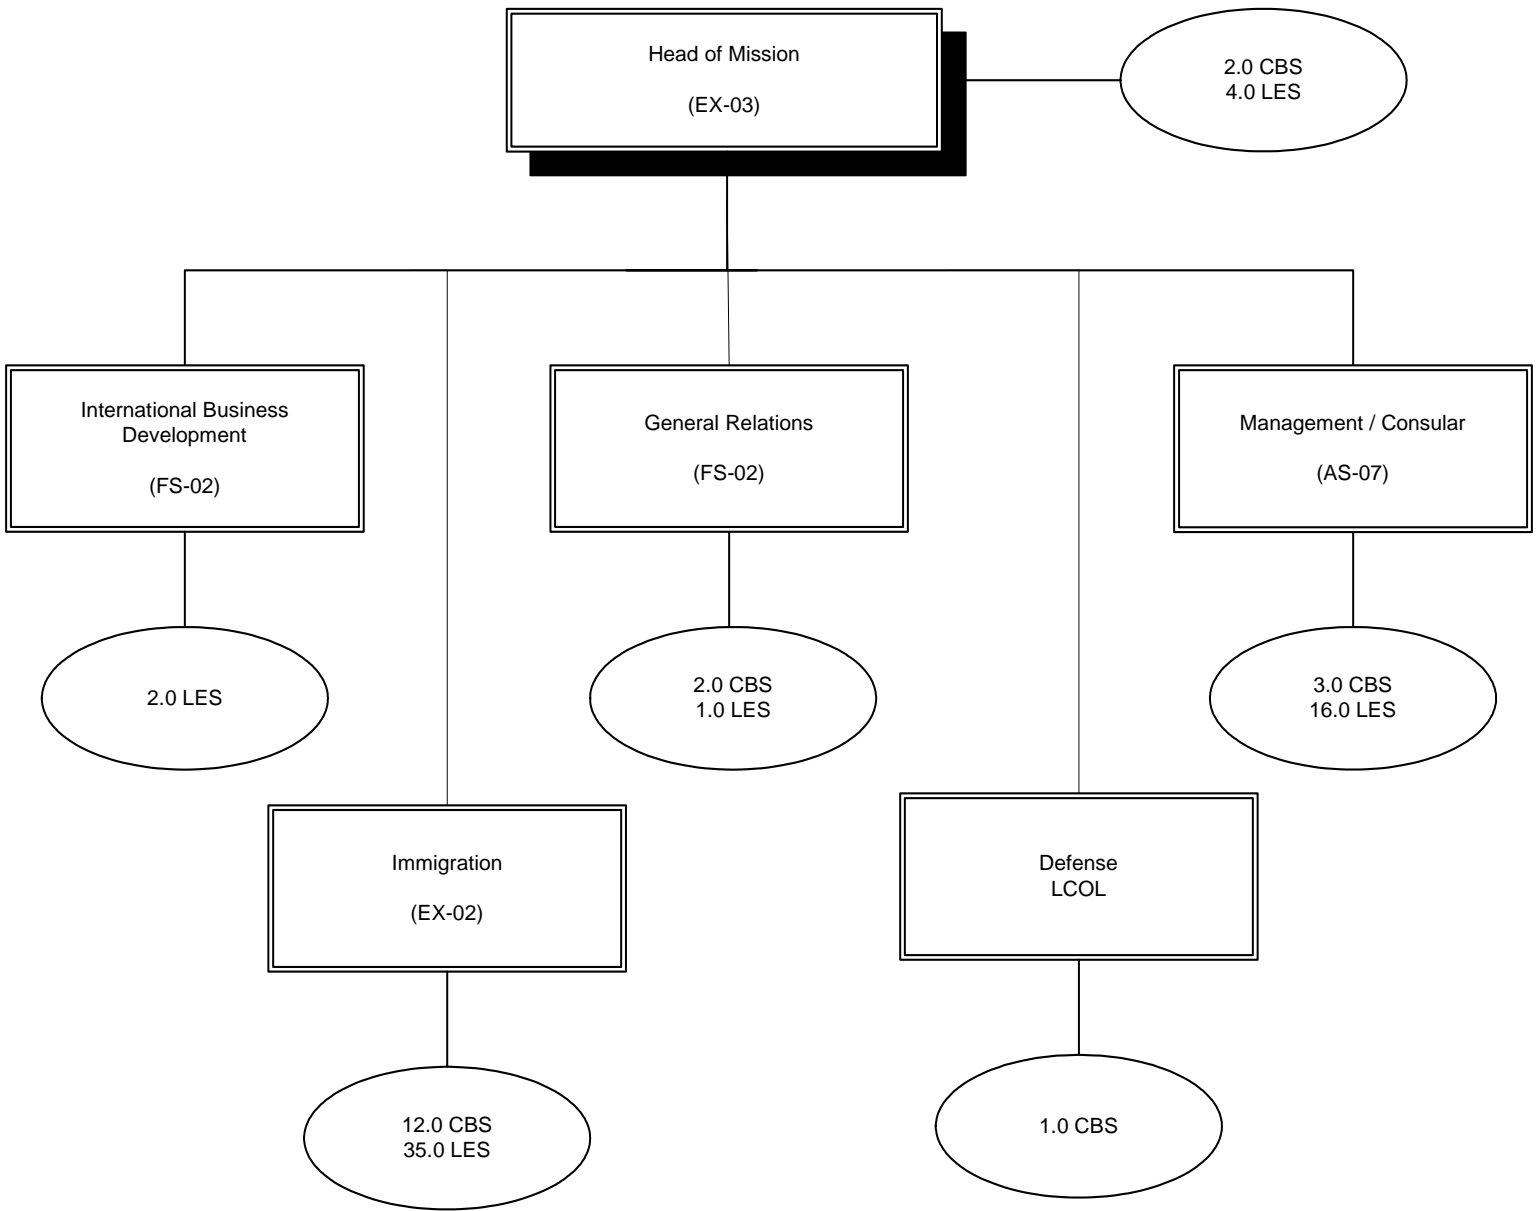 Head of Mission
(EX-03)
2.0 CBS
4.0 LES
International Business
Development
(FS-02)
General Relations
(FS-02)
Management / Consular
(AS-07)
2.0 LES
2.0 CBS
1.0 LES
3.0 CBS
16.0 LES
Immigration
(EX-02)
Defense
LCOL
12.0 CBS
35.0 LES
1.0 CBS